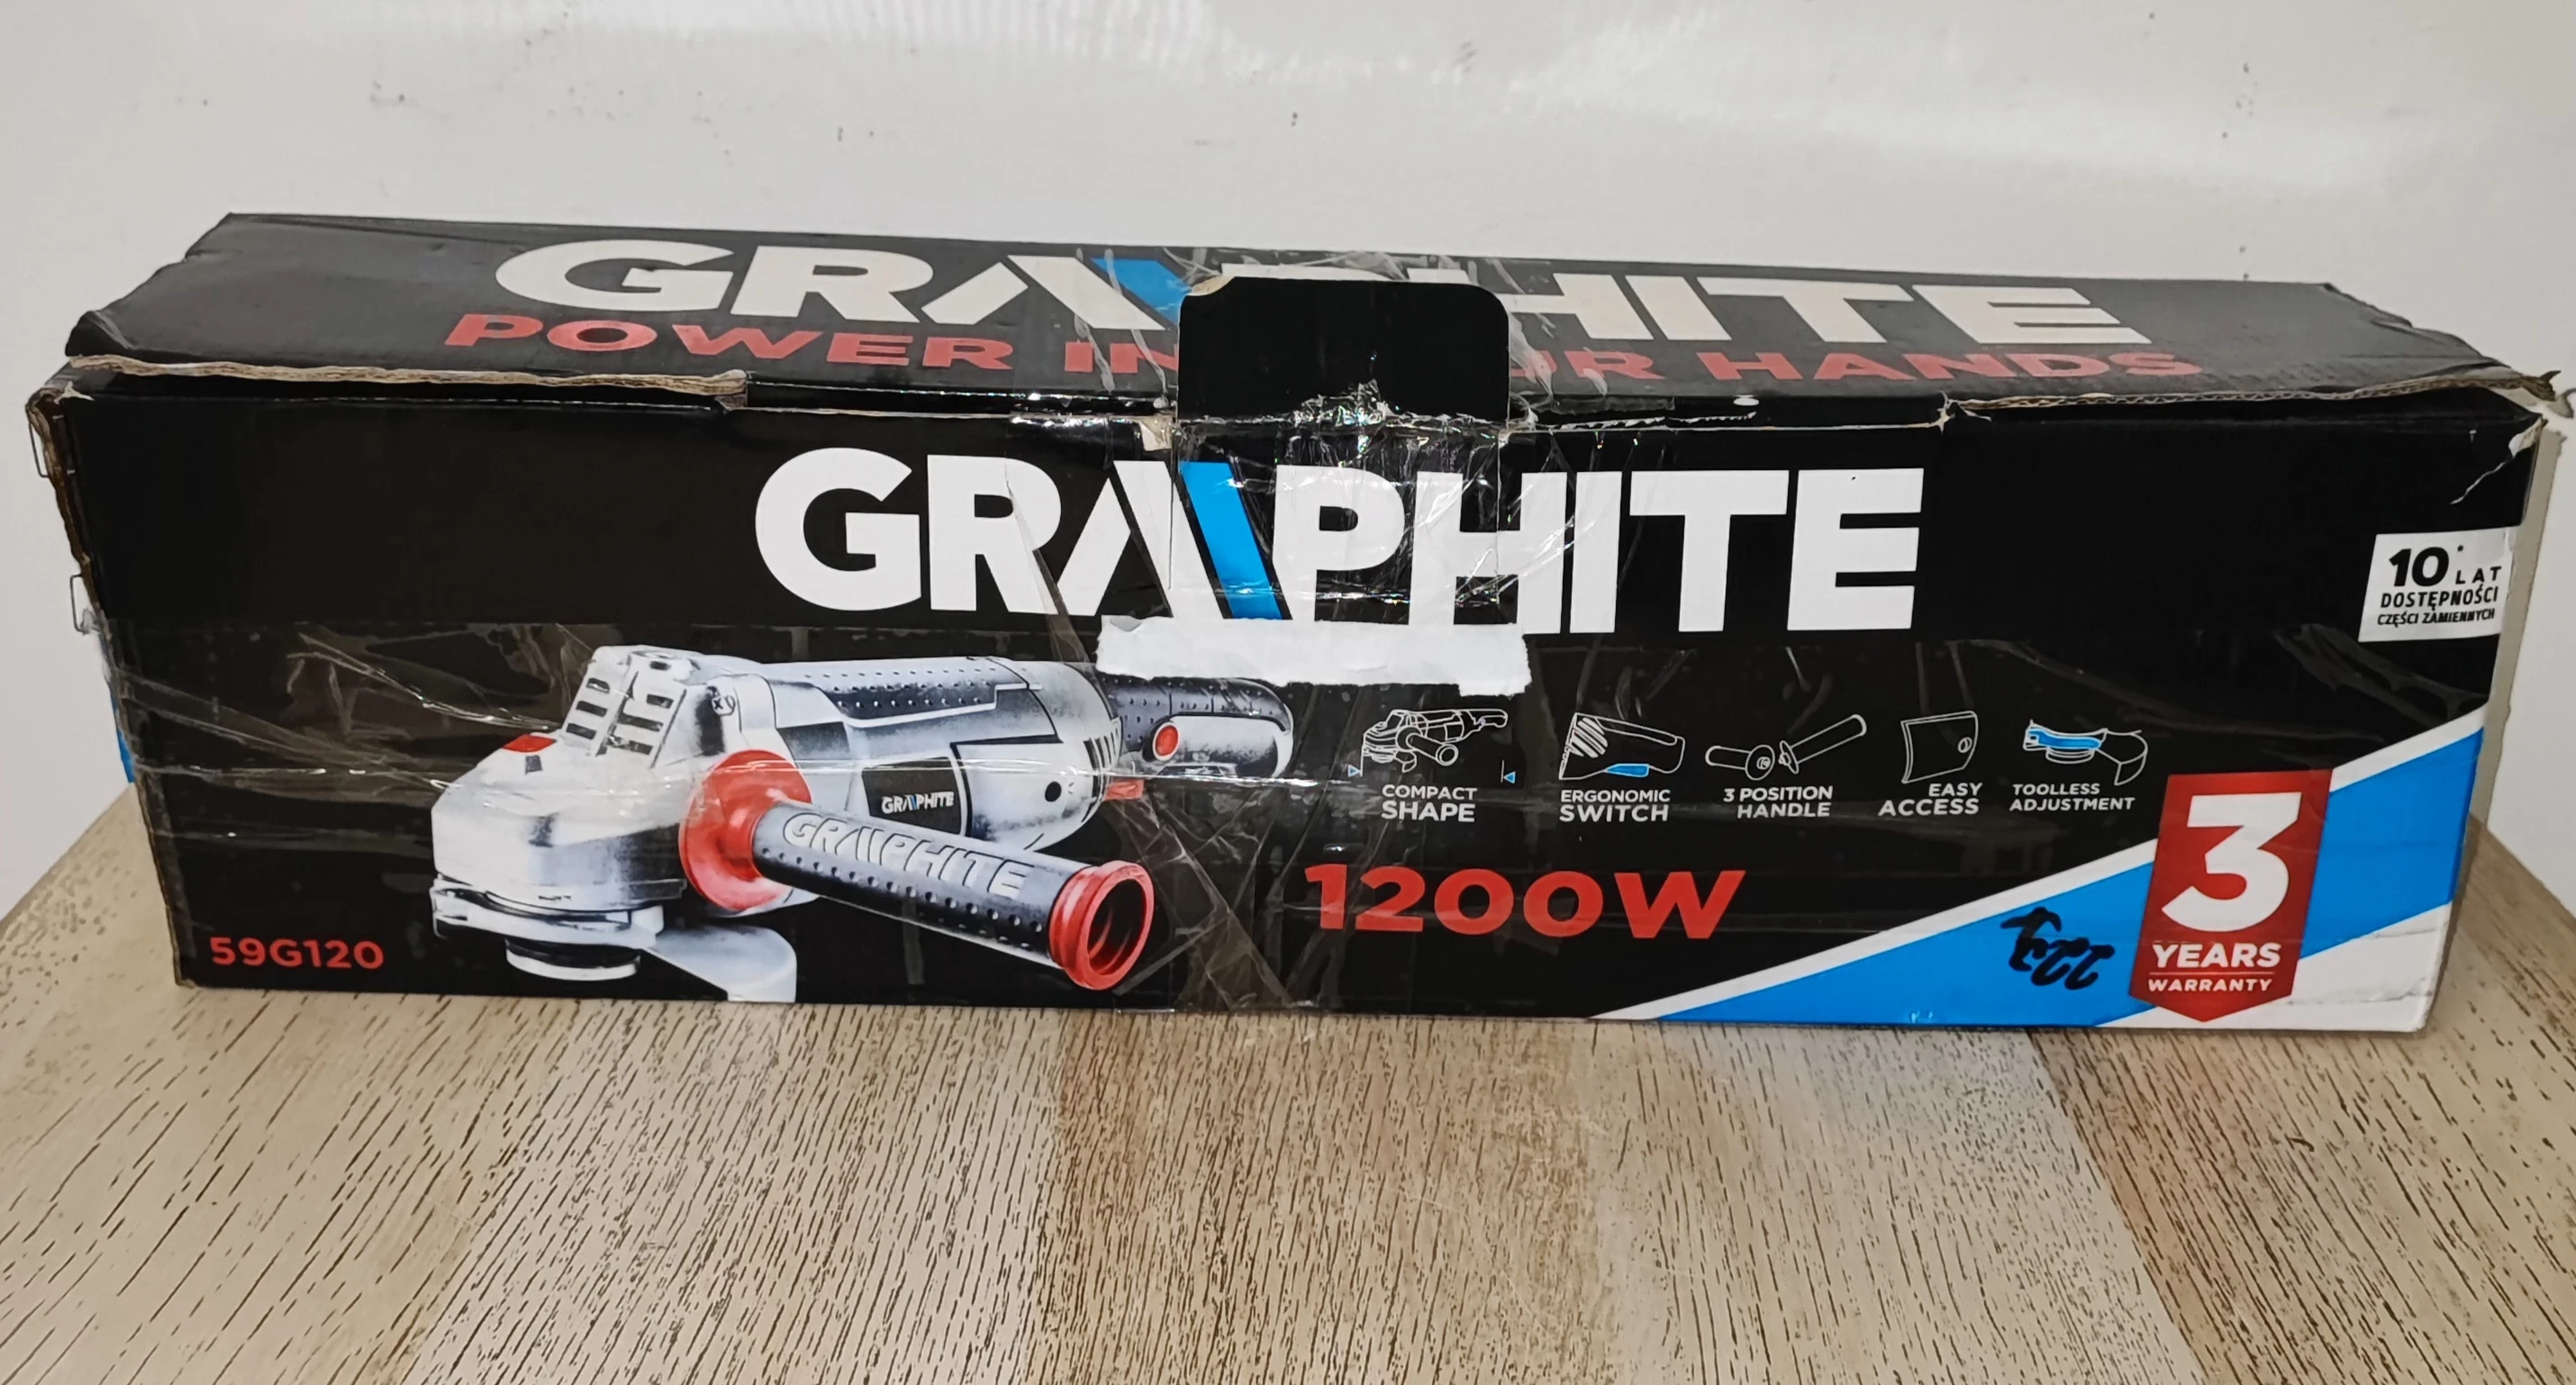 GRAPHITE
POWER IN YOUR HANDS
GRAPHITE
10* LAT
DOSTĘPNOŚCI
CZĘŚCI ZAMIENNYCH
GRAPHITE
GRAPHITE
COMPACT
SHAPE
ERGONOMIC
SWITCH
3 POSITION
HANDLE
EASY
ACCESS
TOOLLESS
ADJUSTMENT
1200W
59G120
3
YEARS
WARRANTY